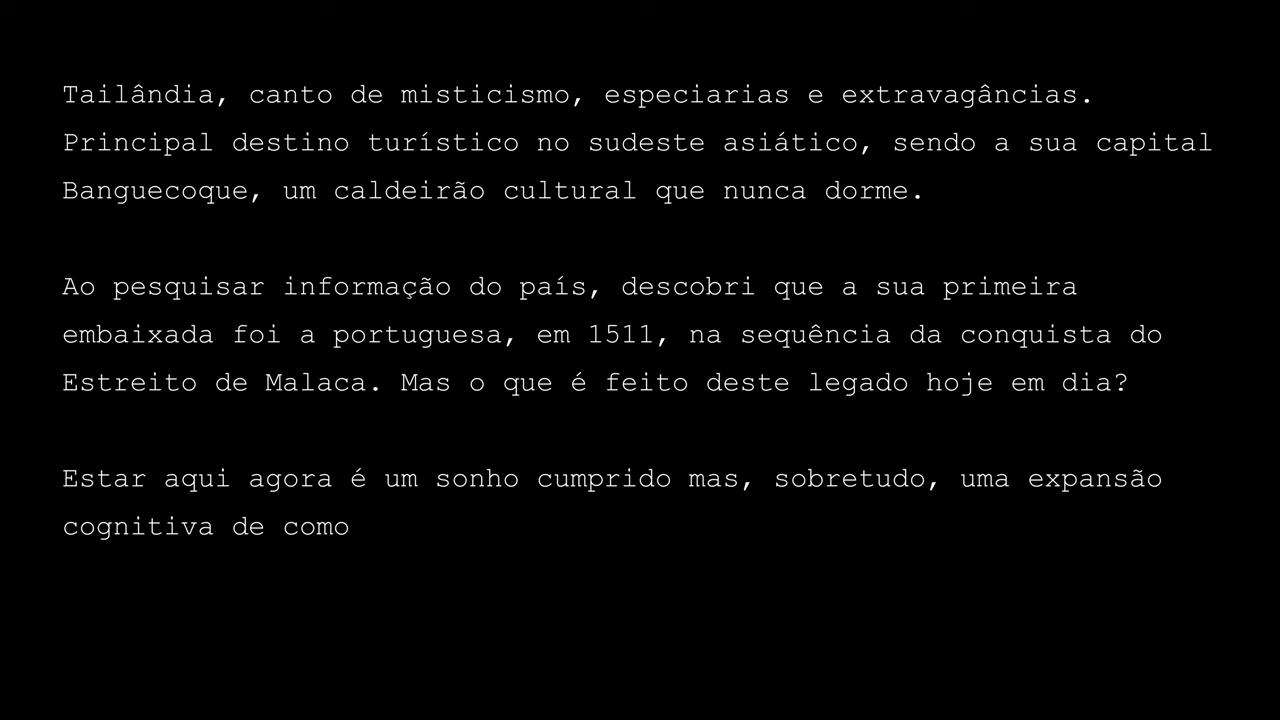 Tailândia, canto de misticismo, especiarias e extravagâncias.
Principal destino turístico no sudeste asiático, sendo a sua capital
Banguecoque, um caldeirão cultural que nunca dorme.
Ao pesquisar informação do país, descobri que a sua primeira
embaixada foi a portuguesa, em 1511, na sequência da conquista do
Estreito de Malaca. Mas o que é feito deste legado hoje em dia?
Estar aqui agora é um sonho cumprido mas, sobretudo, uma expansão
cognitiva de como